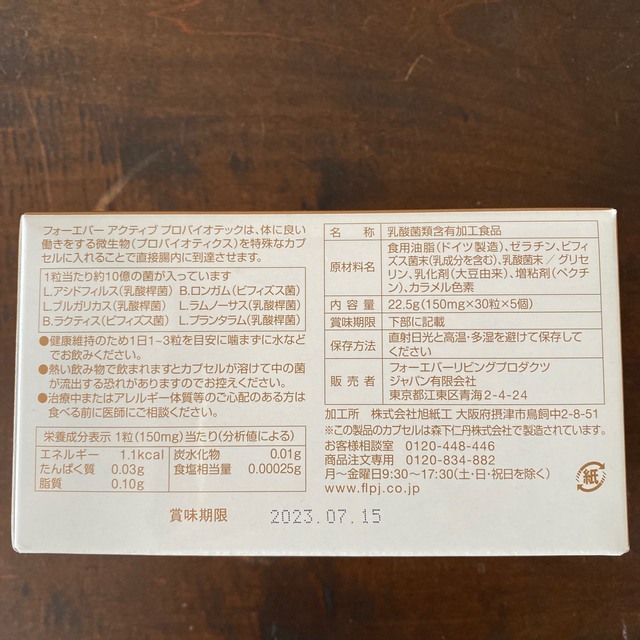 フォーエバー アクティブ プロバイオテックは、体に良い
働きをする微生物(プロバイオティクス)を特殊なカプ
セルに入れることで直接腸内に到達させます。
1粒当たり約10億の菌が入っています
L.アシドフィルス(乳酸桿菌) B.ロンガム(ビフィズス菌)
L.ブルガリカス(乳酸桿菌) L.ラムノーサス(乳酸桿菌)
B.ラクティス(ビフィズス菌) L.プランタラム(乳酸桿菌)
●健康維持のため1日1-3粒を目安に噛まずに水など
でお飲みください。
●熱い飲み物で飲まれますとカプセルが溶けて中の菌
が流出する恐れがありますのでお控えください。
●治療中またはアレルギー体質等のご心配のある方は
食べる前に医師にご相談ください。
栄養成分表示 1粒(150mg)当たり(分析値による)
エネルギー 1.1kcal 炭水化物 0.01g
たんぱく質 0.03g 食塩相当量 0.00025g
脂質 0.10g
名 称 乳酸菌類含有加工食品
原材料名 食用油脂(ドイツ製造)、ゼラチン、ビフィ
ズス菌末(乳成分を含む)、乳酸菌末 / グリセ
リン、乳化剤(大豆由来)、増粘剤(ペクチ
ン)、カラメル色素
内 容 量 22.5g(150mg×30粒×5個)
賞味期限 下部に記載
保存方法 直射日光と高温・多湿を避けて保存して
ください
販 売 者 フォーエバーリビングプロダクツ
ジャパン有限会社
東京都江東区青海2-4-24
加工所 株式会社旭紙工 大阪府摂津市鳥飼中2-8-51
※この製品のカプセルは森下仁丹株式会社で製造されています。
お客様相談室 0120-448-446
商品注文専用 0120-834-882
月〜金曜日9:30〜17:30(土・日・祝日を除く)
www.flpj.co.jp
紙
賞味期限 2023.07.15